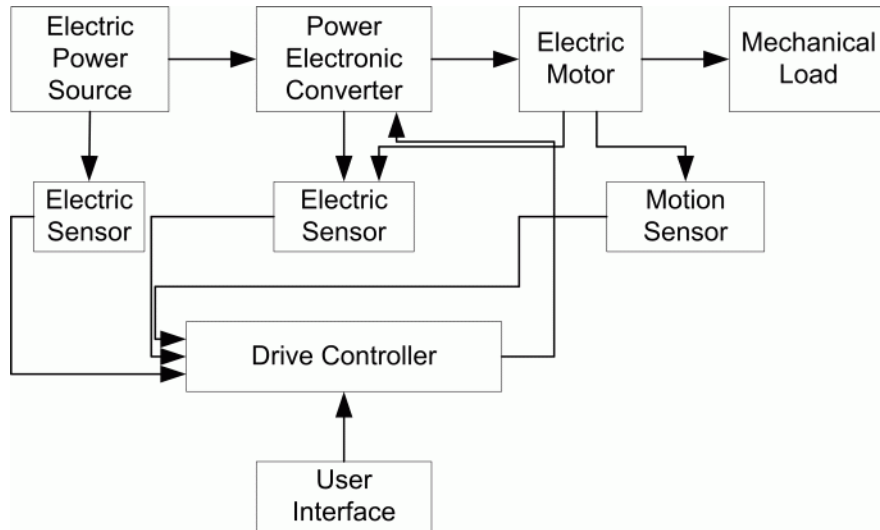 Electric
Power
Source
Power
Electronic
Converter
Electric
Motor
Mechanical
Load
Electric
Sensor
Electric
Sensor
Motion
Sensor
Drive Controller
User
Interface